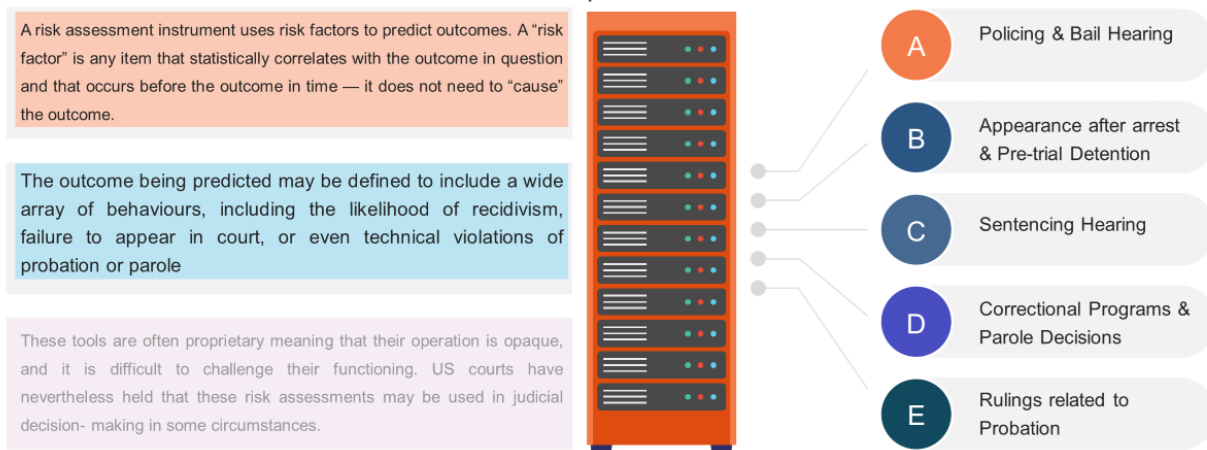 A risk assessment instrument uses risk factors to predict outcomes. A “risk
factor” is any item that statistically correlates with the outcome in question
and that occurs before the outcome in time — it does not need to “cause”
the outcome.
The outcome being predicted may be defined to include a wide
array of behaviours, including the likelihood of recidivism,
failure to appear in court, or even technical violations of
probation or parole
These tools are often proprietary meaning that their operation is opaque,
and it is difficult to challenge their functioning. US courts have
nevertheless held that these risk assessments may be used in judicial
decision- making in some circumstances.
A
Policing & Bail Hearing
B
Appearance after arrest
& Pre-trial Detention
C
Sentencing Hearing
D
Correctional Programs &
Parole Decisions
E
Rulings related to
Probation